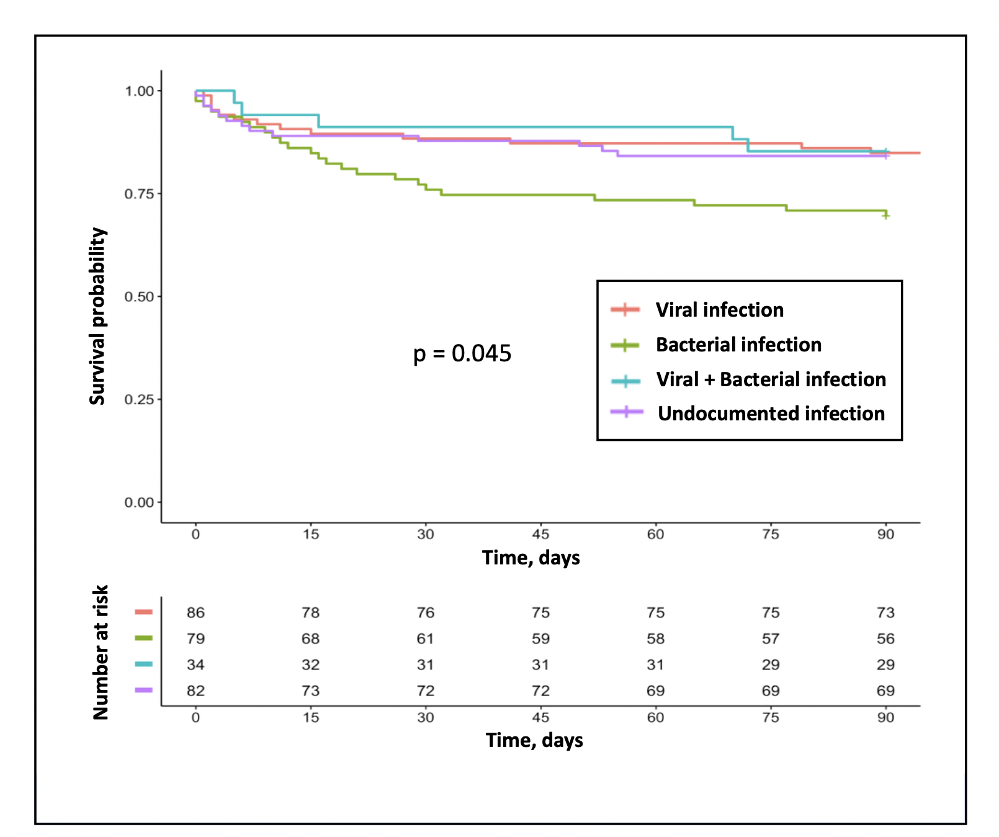 1.00
0.75
0.50
0.25
0.00
Survival probability
p = 0.045
Viral infection
Bacterial infection
Viral + Bacterial infection
Undocumented infection
0 15 30 45 60 75 90
Time, days
Number at risk
86 78 76 75 75 75 73
79 68 61 59 58 57 56
34 32 31 31 31 29 29
82 73 72 72 69 69 69
0 15 30 45 60 75 90
Time, days